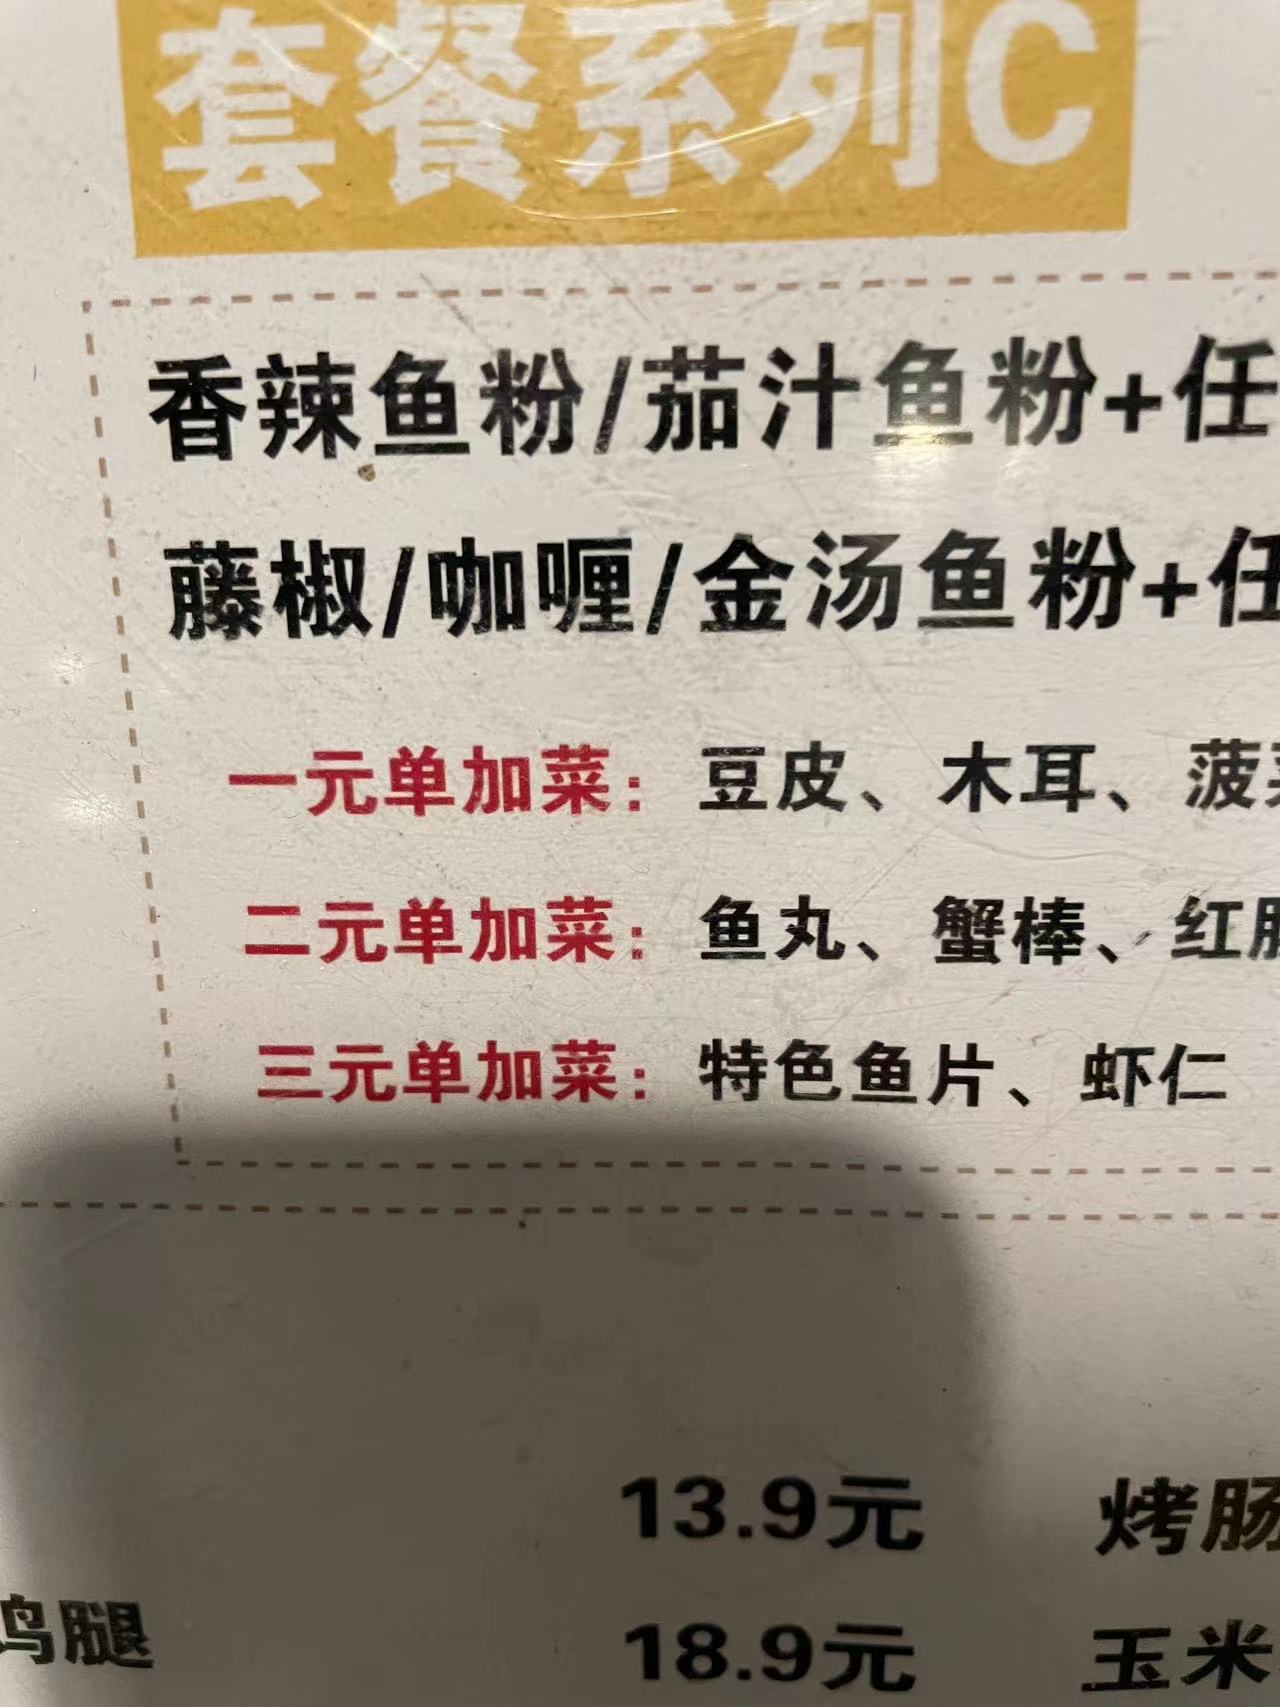 套餐系列C
香辣鱼粉/茄汁鱼粉+任
藤椒/咖喱/金汤鱼粉+任
一元单加菜：豆皮、木耳、菠
二元单加菜：鱼丸、蟹棒、红
三元单加菜：特色鱼片、虾仁
13.9元 烤肠
鸡腿 18.9元 玉米